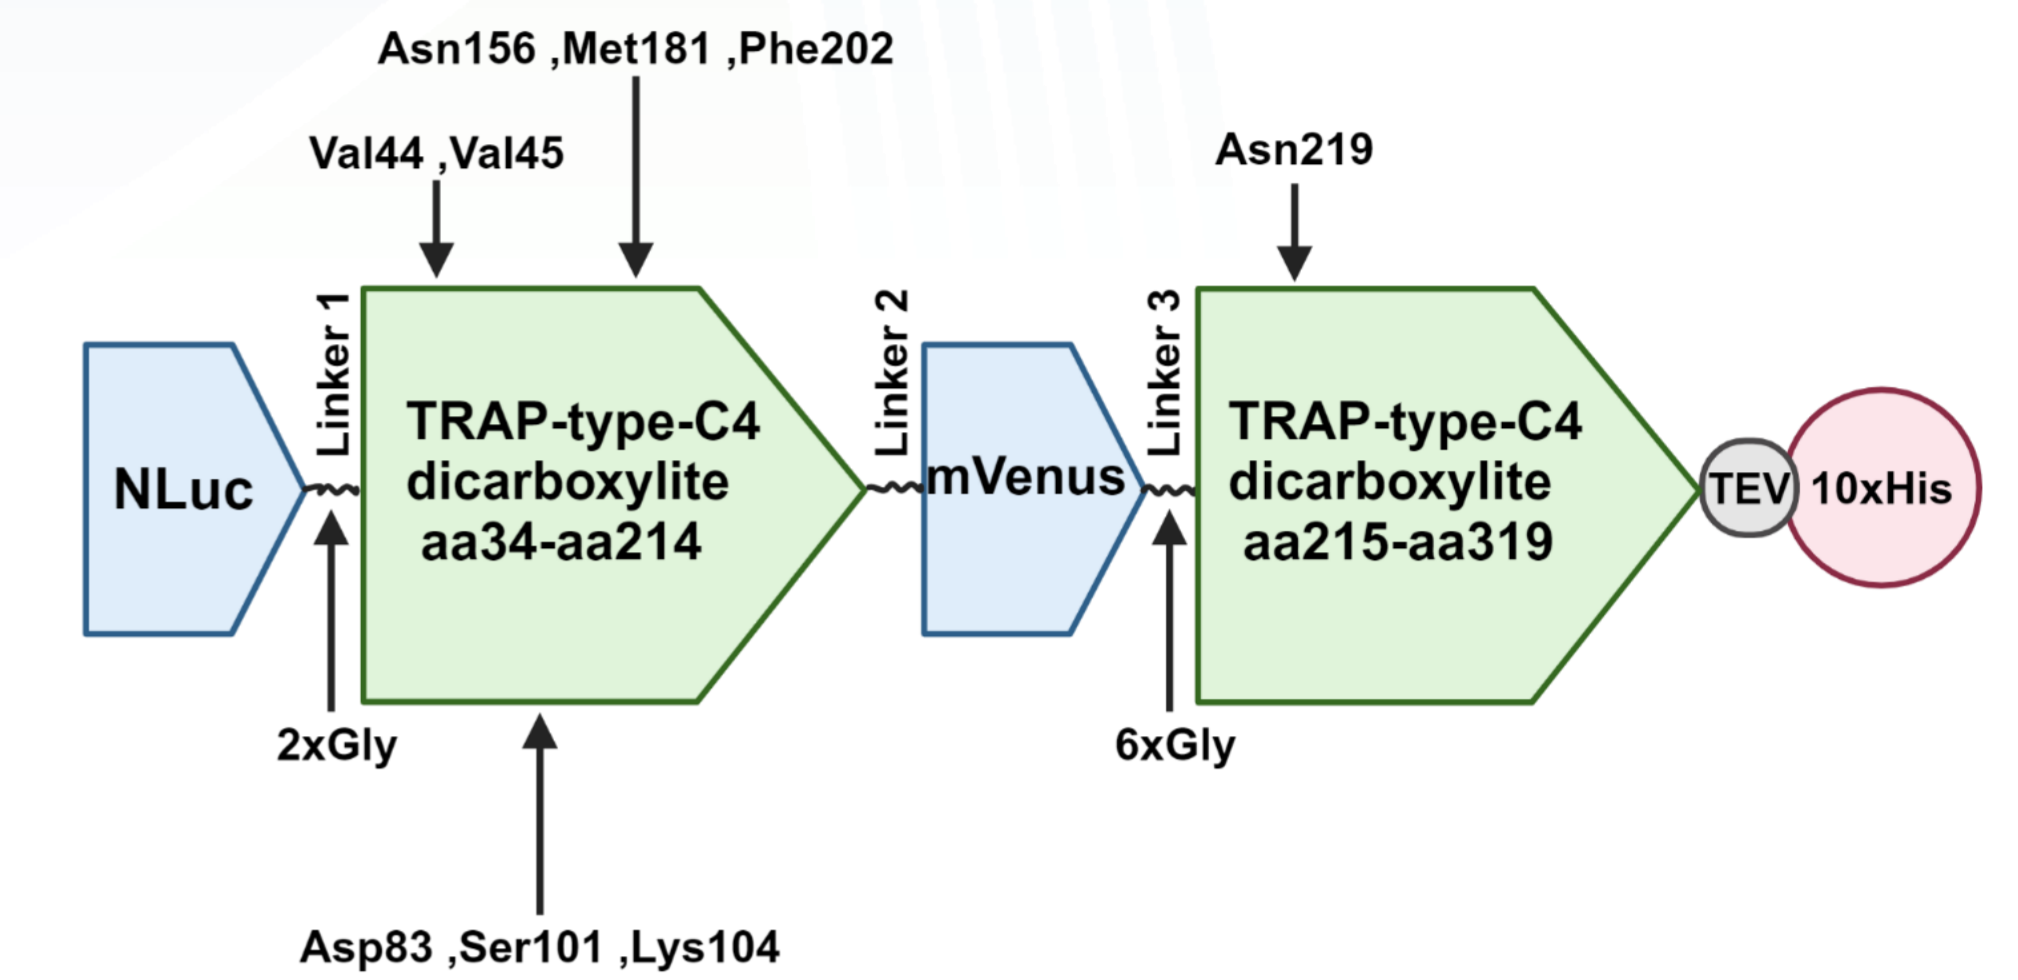 Asn156 ,Met181 ,Phe202
Val44 ,Val45
Asn219
NLuc
Linker 1
TRAP-type-C4
dicarboxylite
aa34-aa214
Linker 2
mVenus
Linker 3
TRAP-type-C4
dicarboxylite
aa215-aa319
TEV
10xHis
2xGly
6xGly
Asp83 ,Ser101 ,Lys104